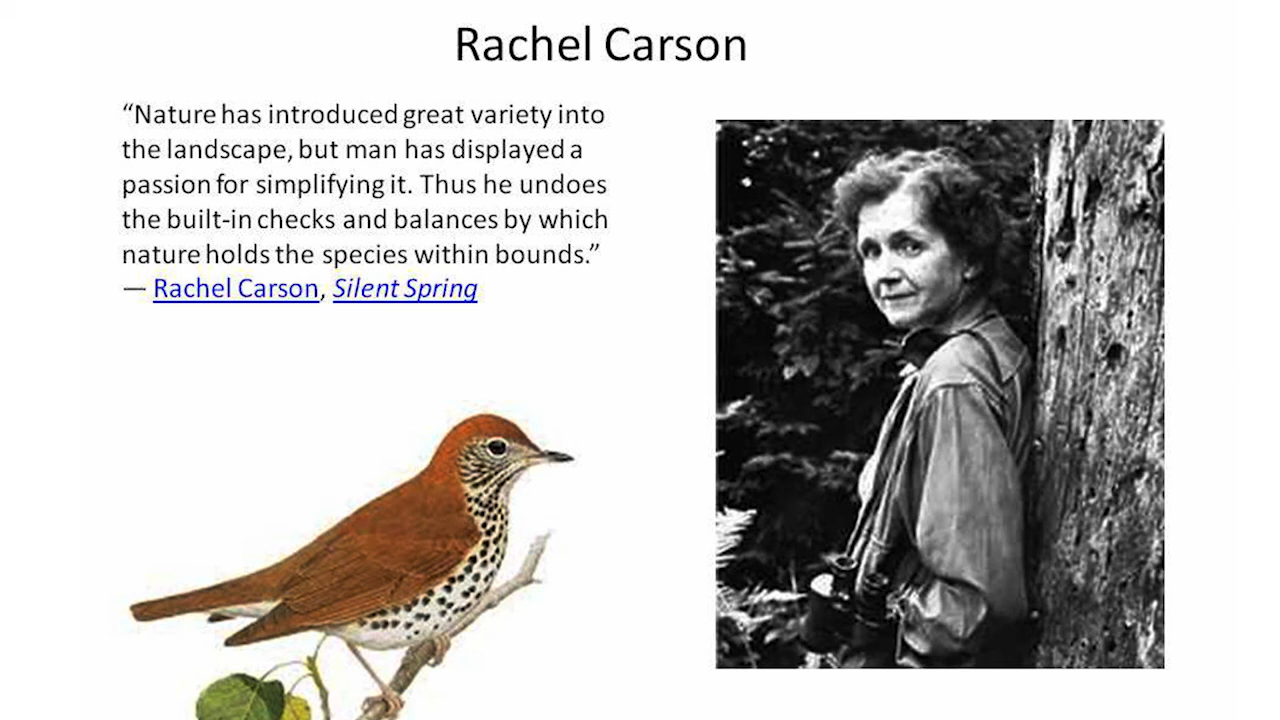 Rachel Carson
“Nature has introduced great variety into
the landscape, but man has displayed a
passion for simplifying it. Thus he undoes
the built-in checks and balances by which
nature holds the species within bounds.”
— Rachel Carson, Silent Spring